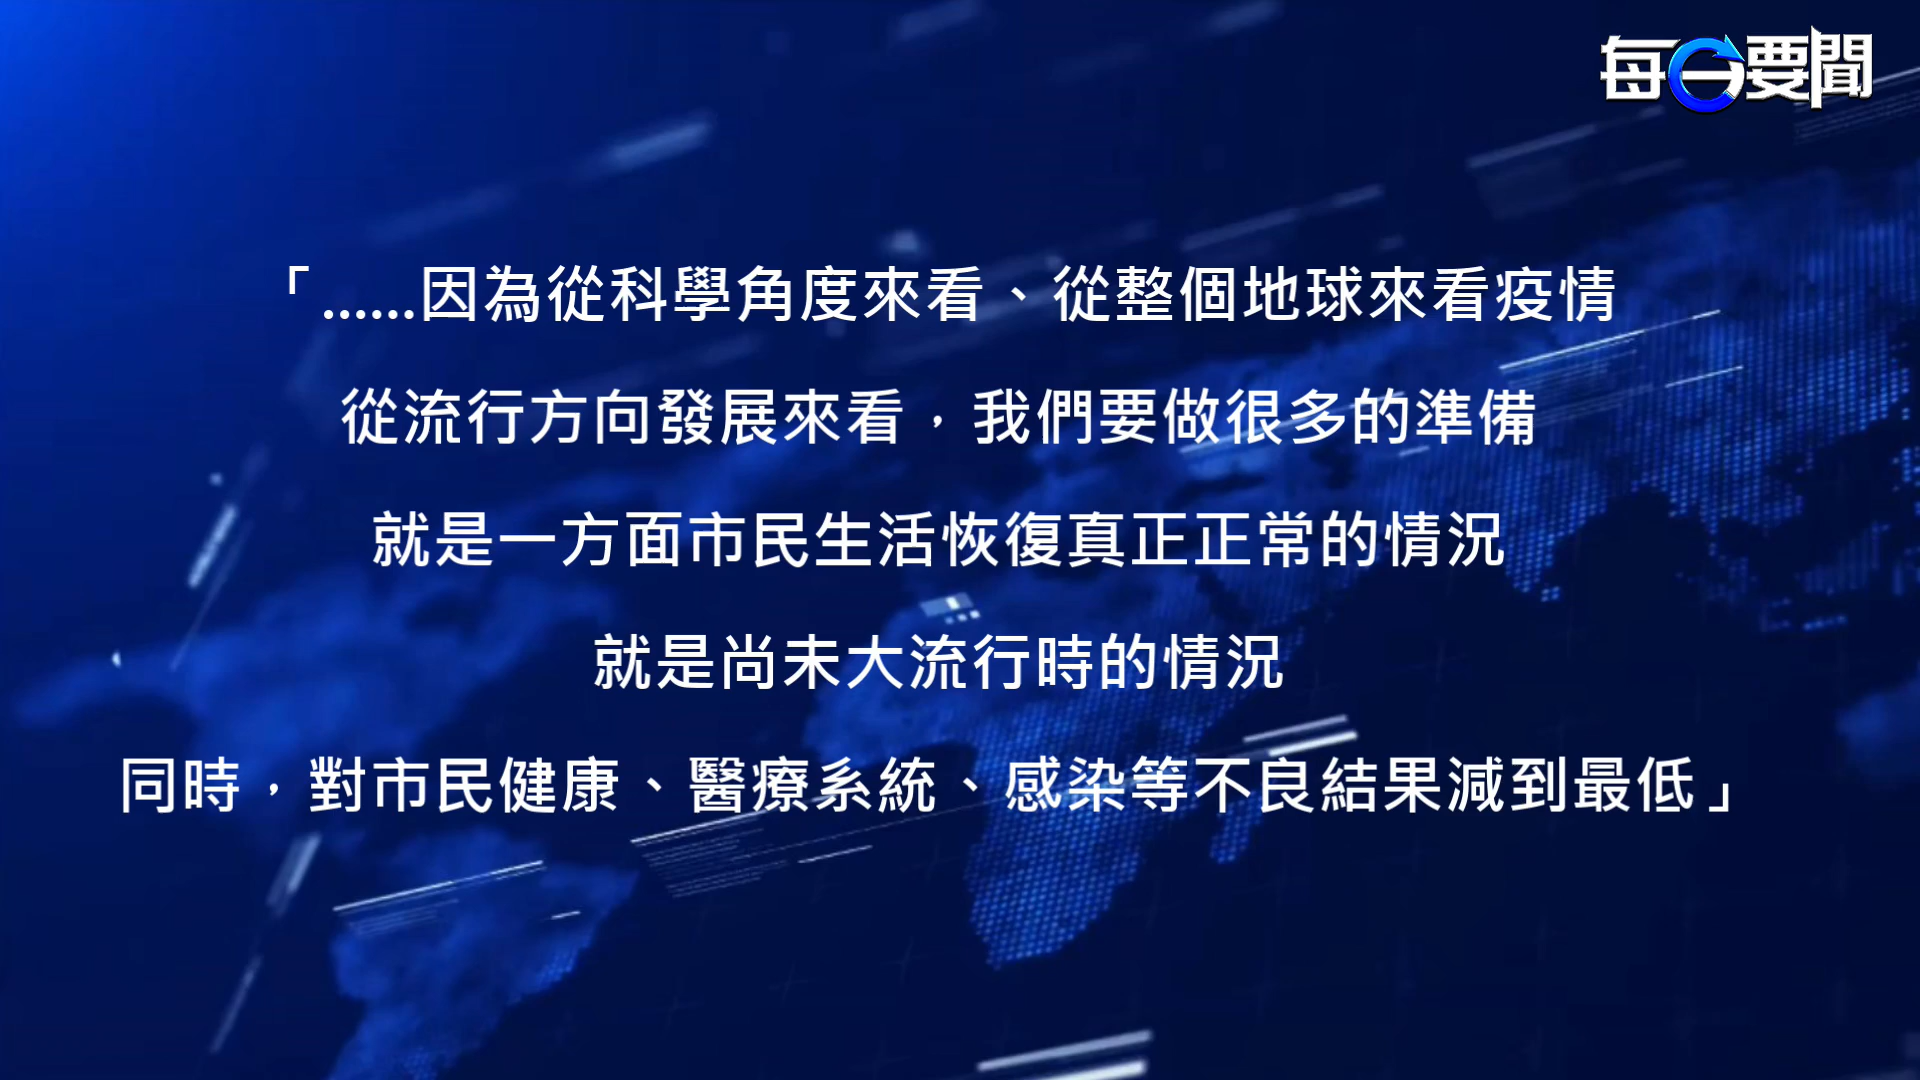 每日要聞
「......因為從科學角度來看、從整個地球來看疫情
從流行方向發展來看，我們要做很多的準備
就是一方面市民生活恢復真正正常的情況
就是尚未大流行時的情況
同時，對市民健康、醫療系統、感染等不良結果減到最低」